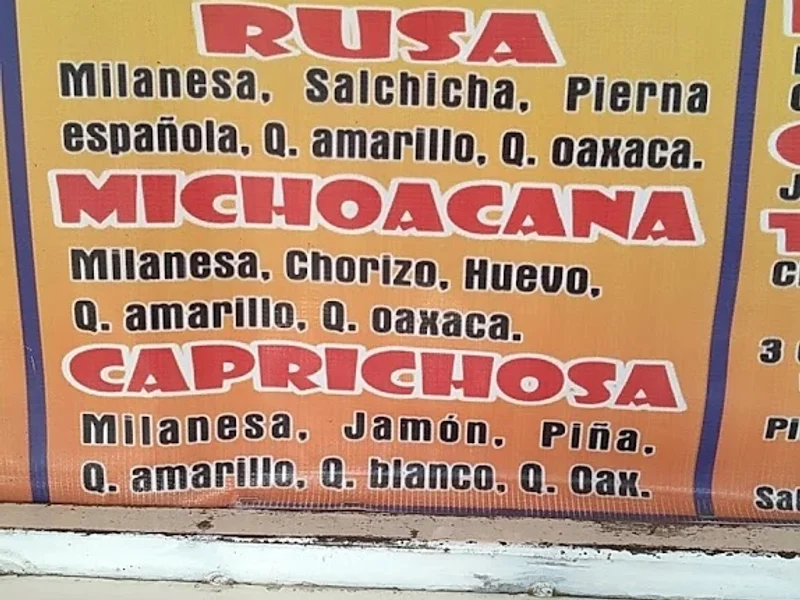 RUSA
Milanesa, Salchicha, Pierna
española, Q. amarillo, Q. oaxaca.
MICHOACANA
Milanesa, Chorizo, Huevo,
Q. amarillo, Q. oaxaca.
CAPRICHOSA
Milanesa, Jamón, Piña,
Q. amarillo, Q. blanco, Q. Oax.
3